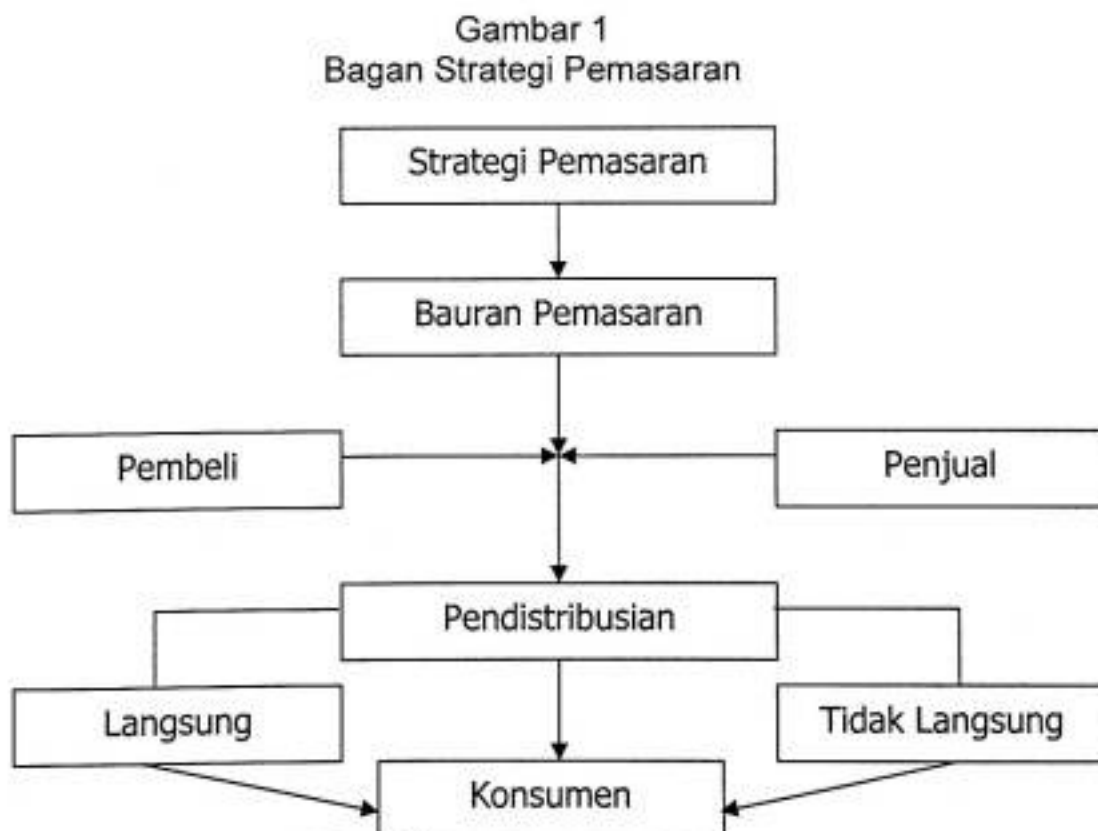 Gambar 1
Bagan Strategi Pemasaran
Strategi Pemasaran
Bauran Pemasaran
Pembeli
Penjual
Pendistribusian
Langsung
Tidak Langsung
Konsumen